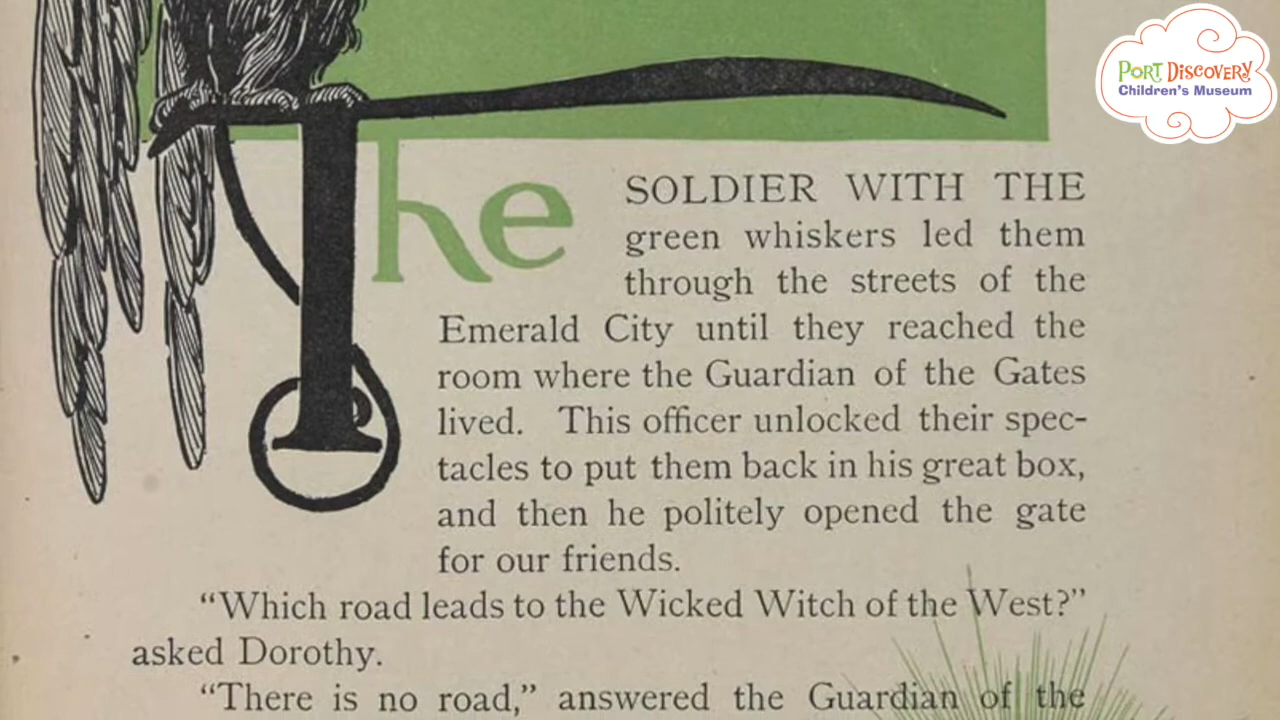 PORT DISCOVERY
Children's Museum
The SOLDIER WITH THE
green whiskers led them
through the streets of the
Emerald City until they reached the
room where the Guardian of the Gates
lived. This officer unlocked their spec-
tacles to put them back in his great box,
and then he politely opened the gate
for our friends.
"Which road leads to the Wicked Witch of the West?"
asked Dorothy.
"There is no road," answered the Guardian of the